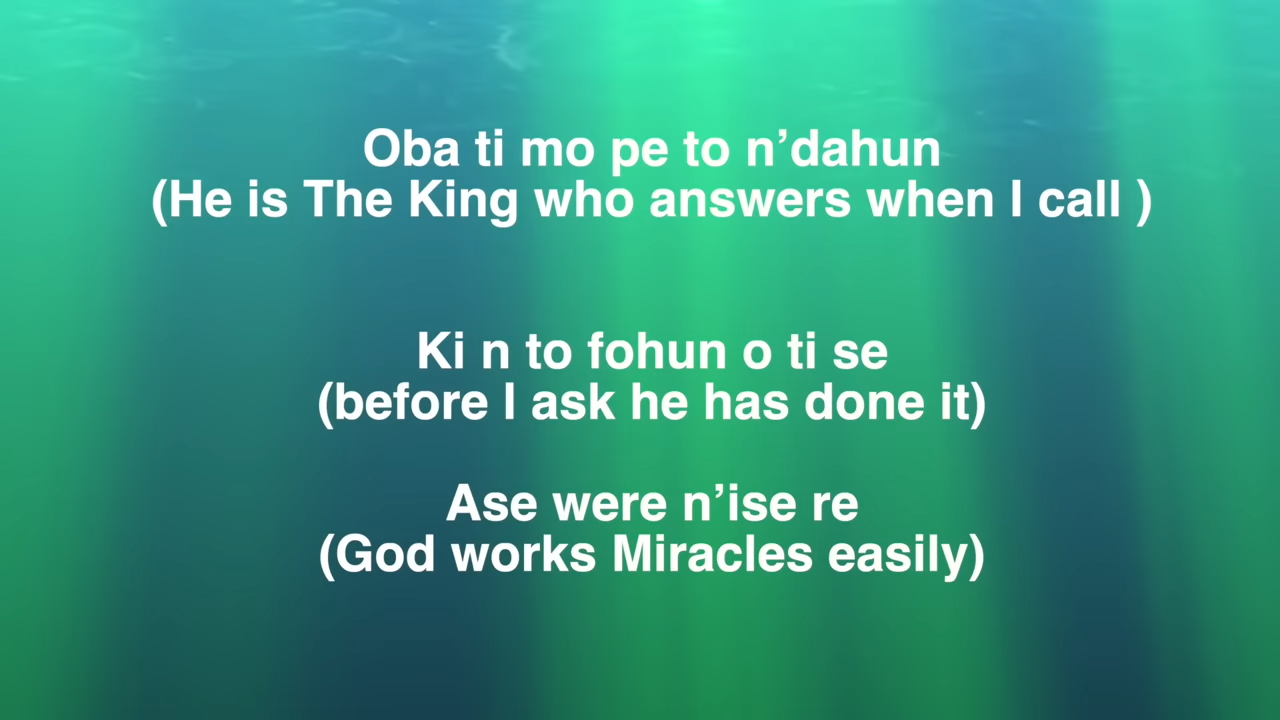 Oba ti mo pe to n’dahun
(He is The King who answers when I call )
Ki n to fohun o ti se
(before I ask he has done it)
Ase were n’ise re
(God works Miracles easily)